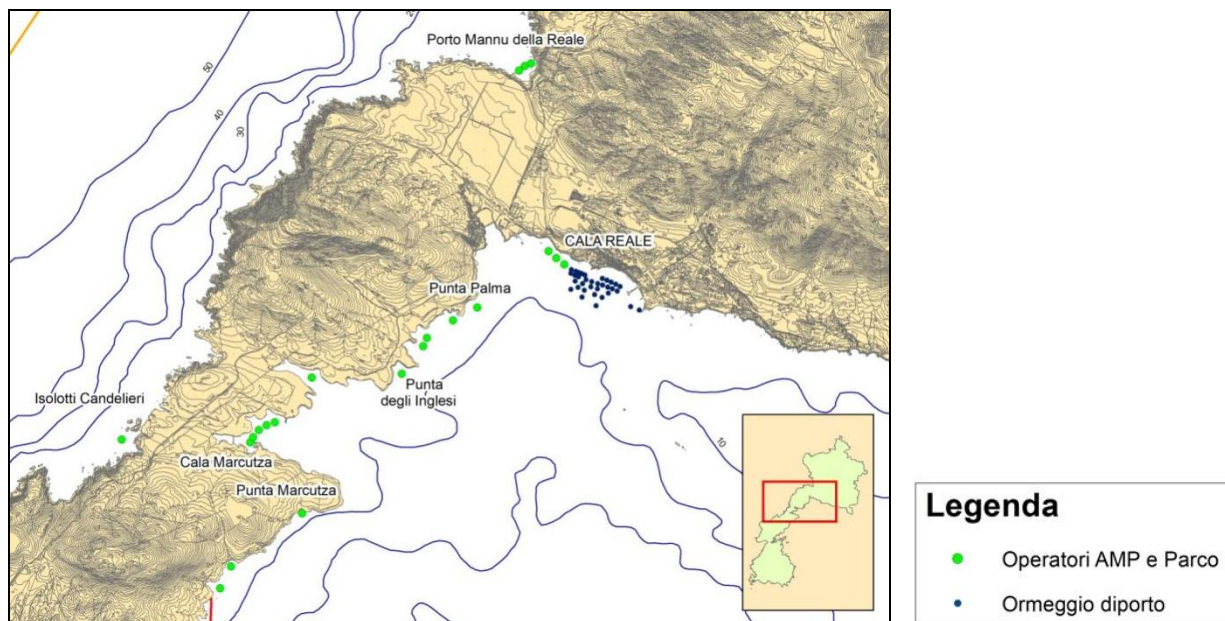 Porto Mannu della Reale
50
40
30
CALA REALE
Punta Palma
Punta
degli Inglesi
Isolotti Candelieri
Cala Marcutza
Punta Marcutza
10
Legenda
Operatori AMP e Parco
Ormeggio diporto